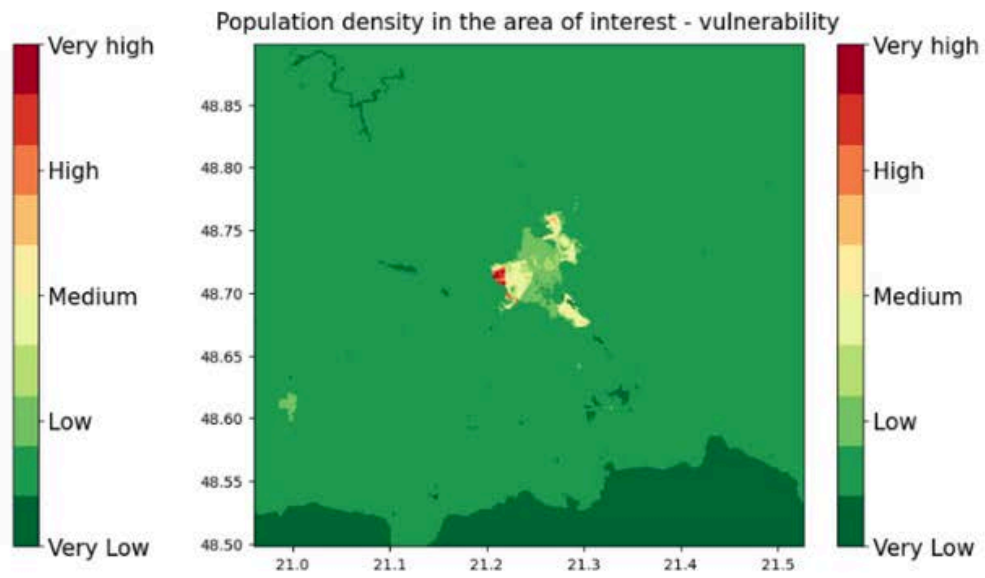 Population density in the area of interest - vulnerability
Very high
High
Medium
Low
Very Low
48.85
48.80
48.75
48.70
48.65
48.60
48.55
48.50
21.0 21.1 21.2 21.3 21.4 21.5
Very high
High
Medium
Low
Very Low